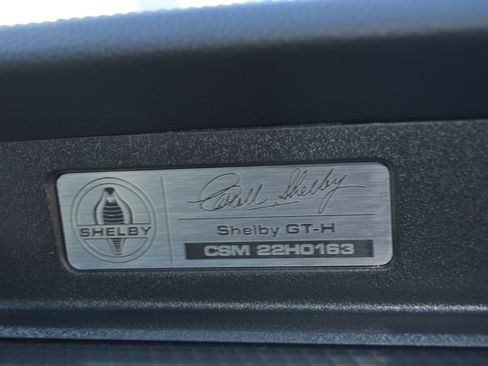 SHELBY
Carroll Shelby
Shelby GT-H
CSM 22H0163